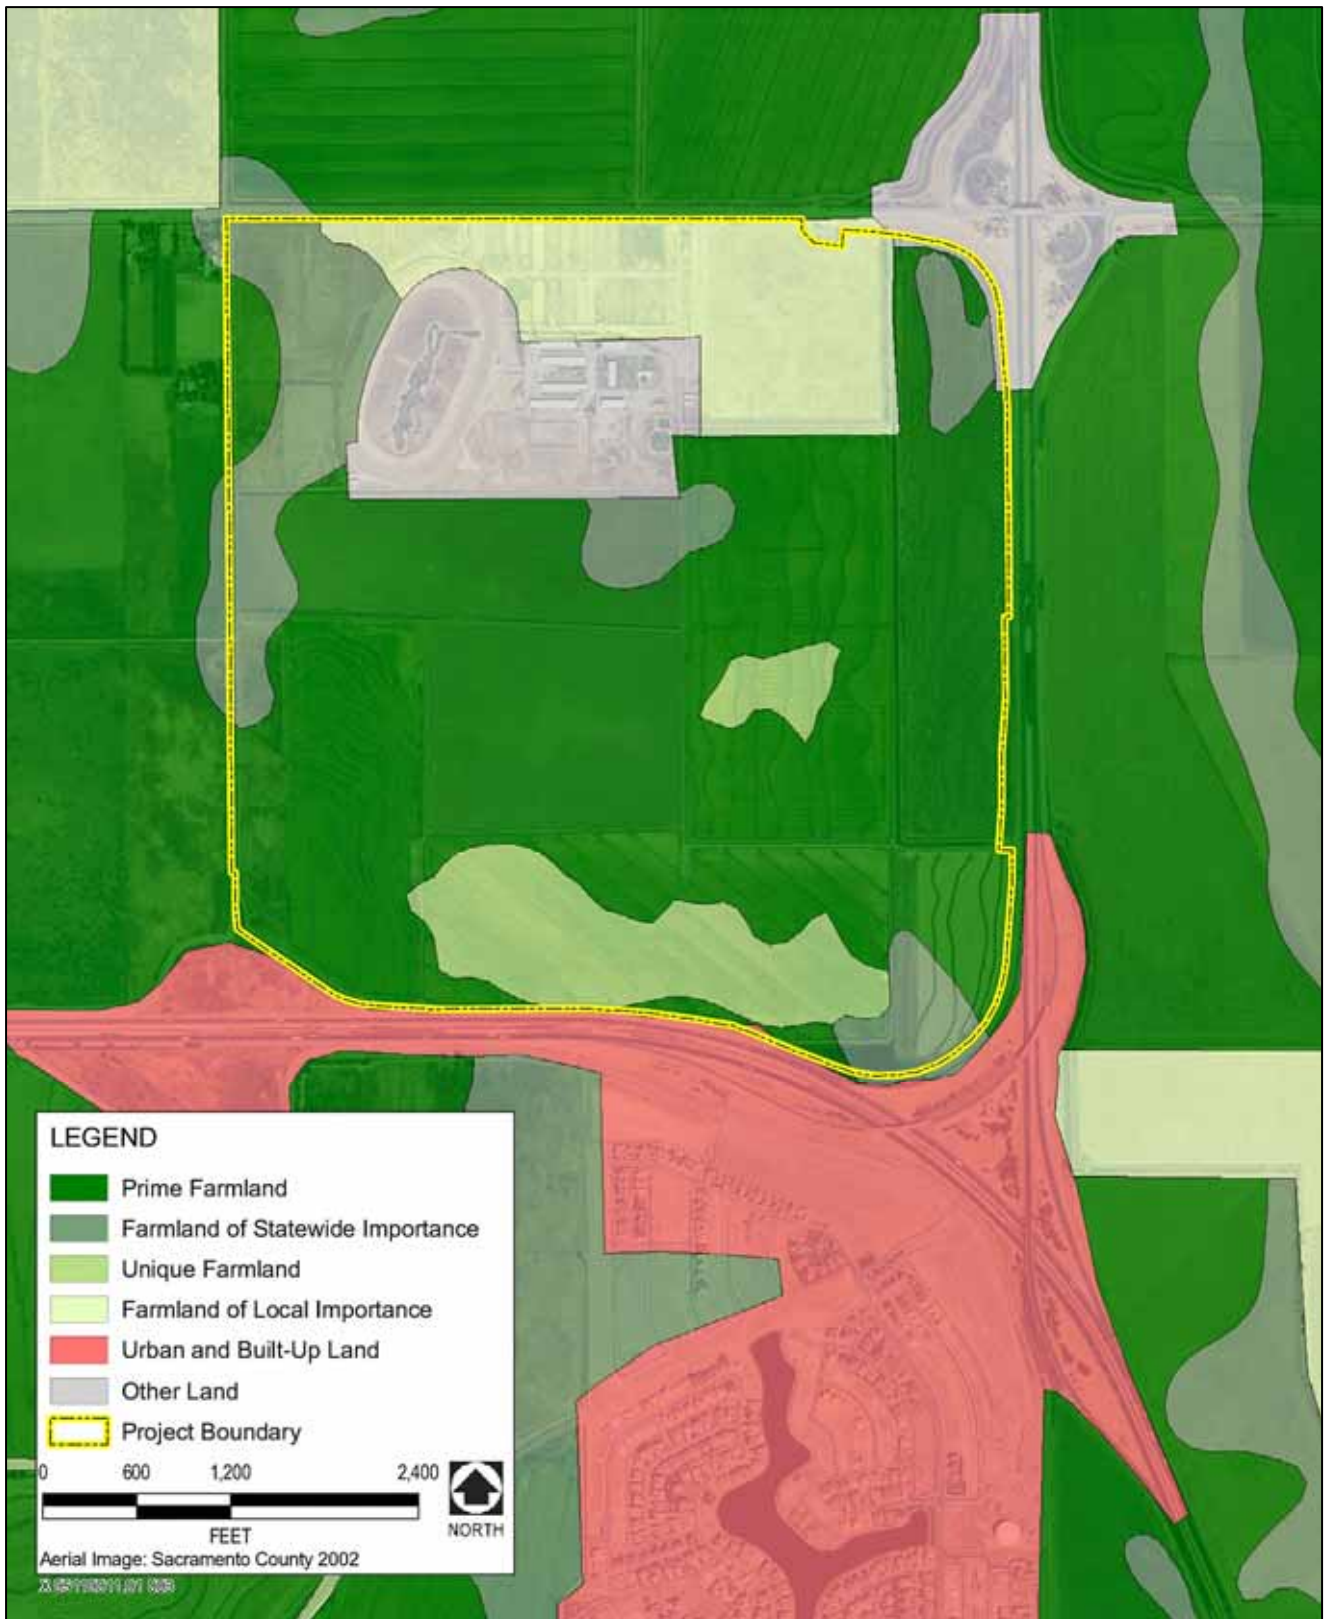 LEGEND
Prime Farmland
Farmland of Statewide Importance
Unique Farmland
Farmland of Local Importance
Urban and Built-Up Land
Other Land
Project Boundary
0 600 1,200 2,400
FEET
NORTH
Aerial Image: Sacramento County 2002